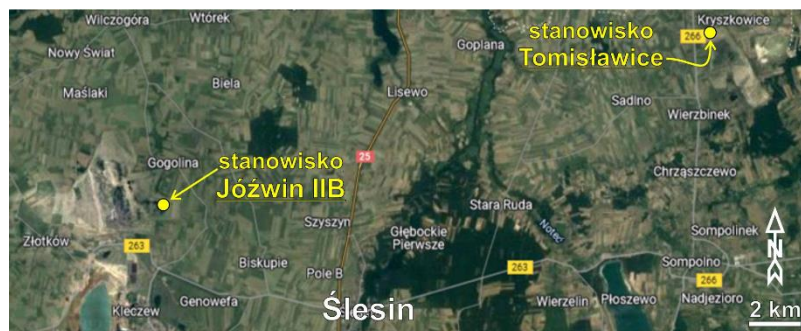 Wilczogóra
Wtórek
Kryszkowice
stanowisko
Tomisławice
266
Goplana
Nowy Świat
Biela
Maślaki
Lisewo
Sadlno
Wierzbinek
Gogolina
stanowisko
Jóźwin IIB
25
Chrząszczewo
Stara Ruda
Szyszyn
Głębockie
Pierwsze
Noteć
Złotków
263
Sompolinek
N
Biskupie
Pole B
263
Sompolno
266
Kleczew
Genowefa
Ślesin
Wierzelin
Płoszewo
Nadjezioro
2 km